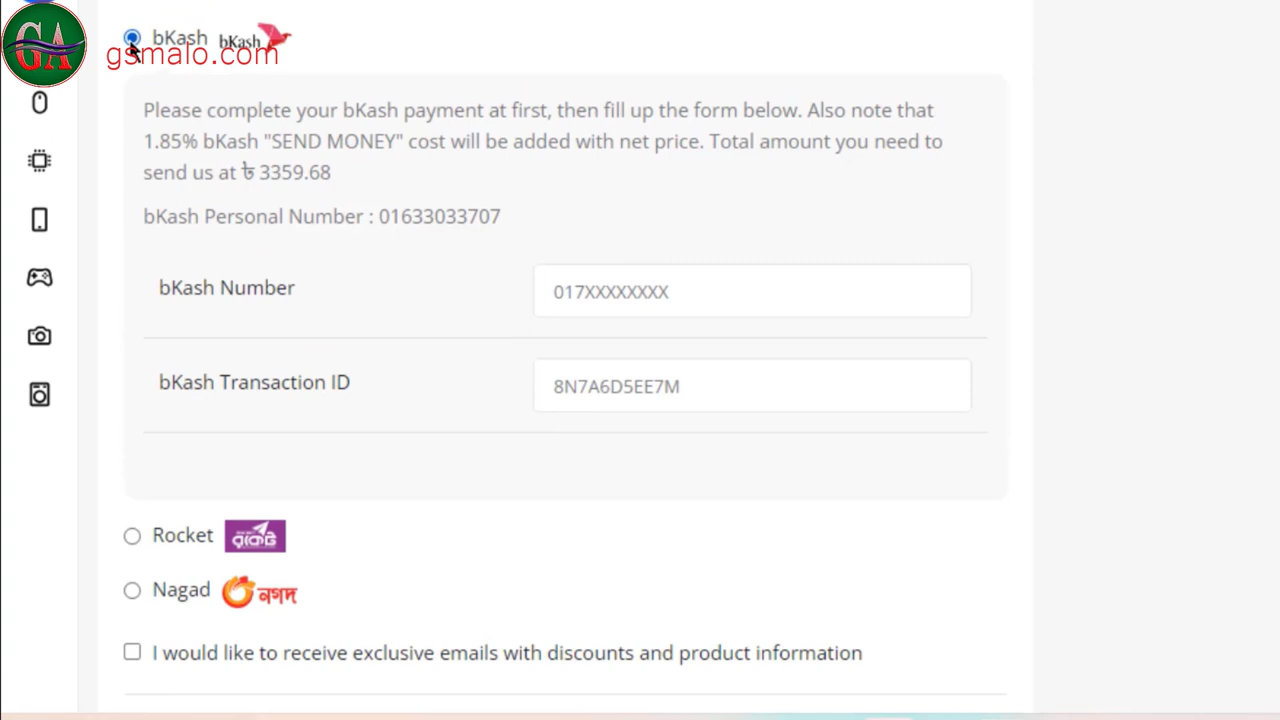 GA
bKash bKash
gsmalo.com
Please complete your bKash payment at first, then fill up the form below. Also note that
1.85% bKash "SEND MONEY" cost will be added with net price. Total amount you need to
send us at ৳ 3359.68
bKash Personal Number : 01633033707
bKash Number 017XXXXXXXX
bKash Transaction ID 8N7A6D5EE7M
Rocket রকেট
Nagad নগদ
I would like to receive exclusive emails with discounts and product information